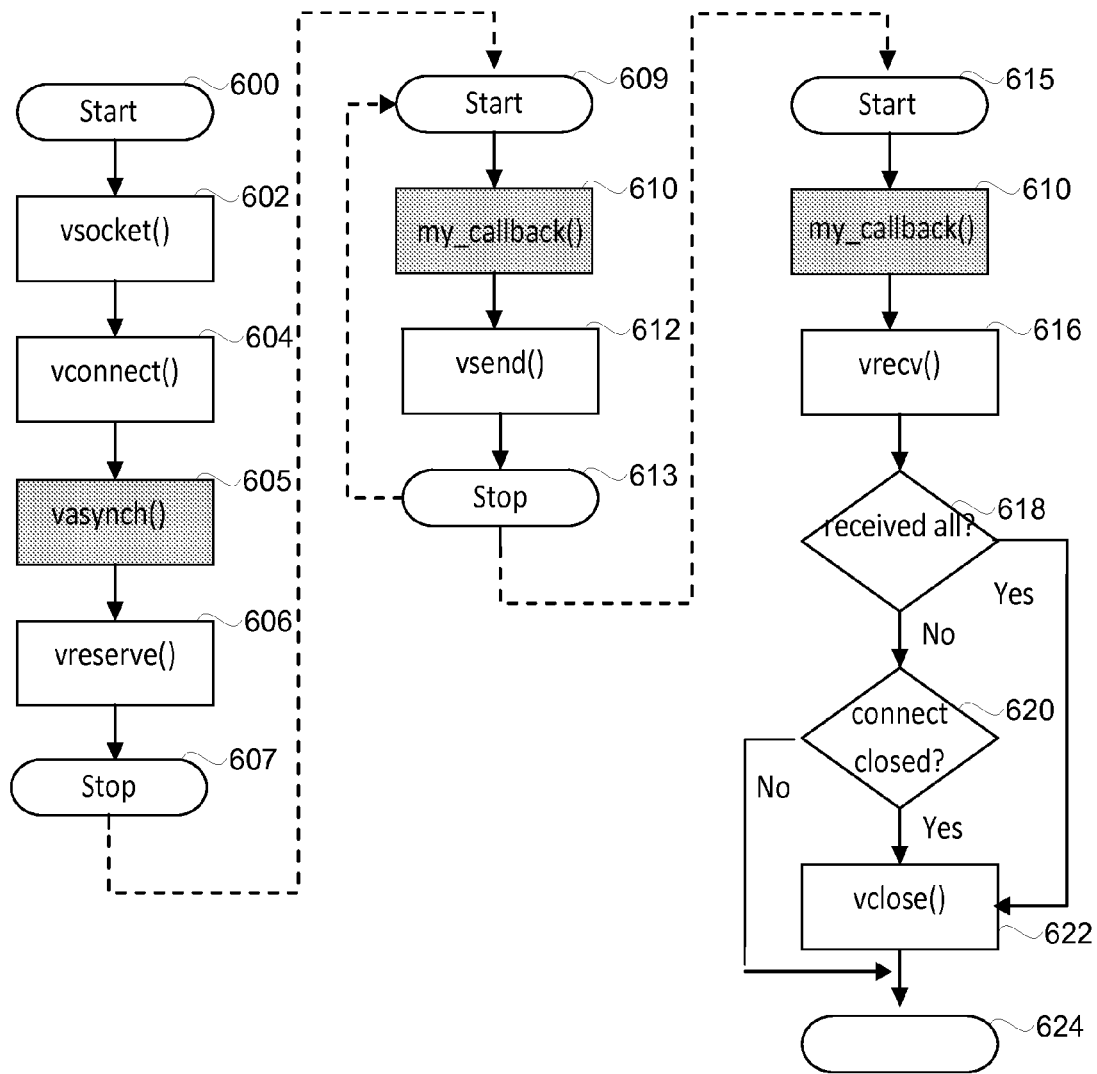 600
Start
602
vsocket()
604
vconnect()
605
vasynch()
606
vreserve()
607
Stop
609
Start
610
my_callback()
612
vsend()
613
Stop
615
Start
610
my_callback()
616
vrecv()
618
received all?
Yes
No
620
connect
closed?
No
Yes
vclose()
622
624